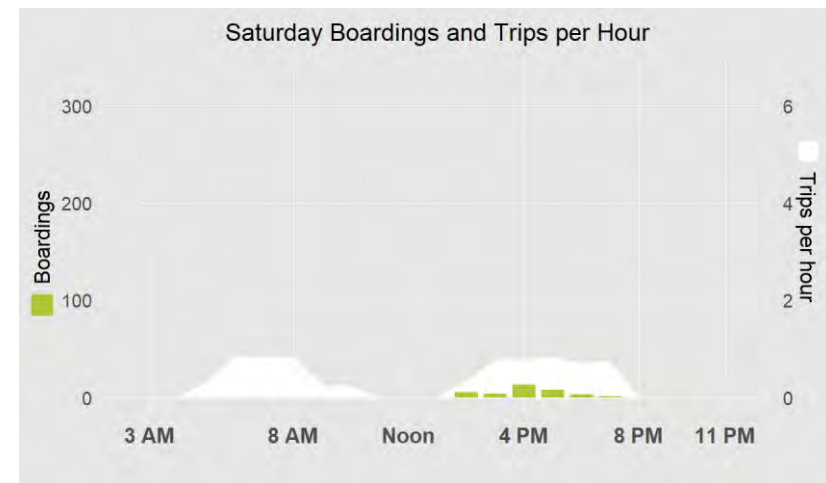 Saturday Boardings and Trips per Hour
300
200
100
0
Boardings
6
4
2
0
Trips per hour
3 AM 8 AM Noon 4 PM 8 PM 11 PM